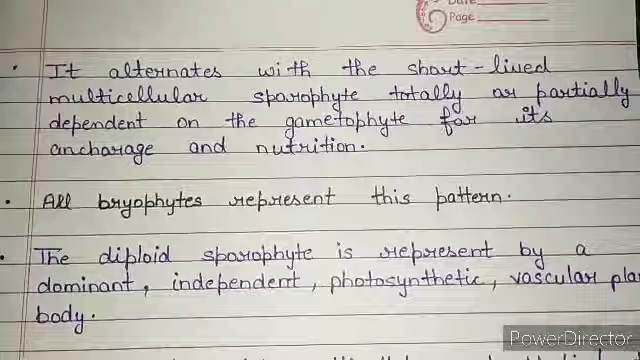 Date
Page
It alternates with the short-lived
multicellular sporophyte totally or partially
dependent on the gametophyte for its
anchorage and nutrition.
All bryophytes represent this pattern.
The diploid sporophyte is represent by a
dominant, independent, photosynthetic, vascular pla
body.
PowerDirector